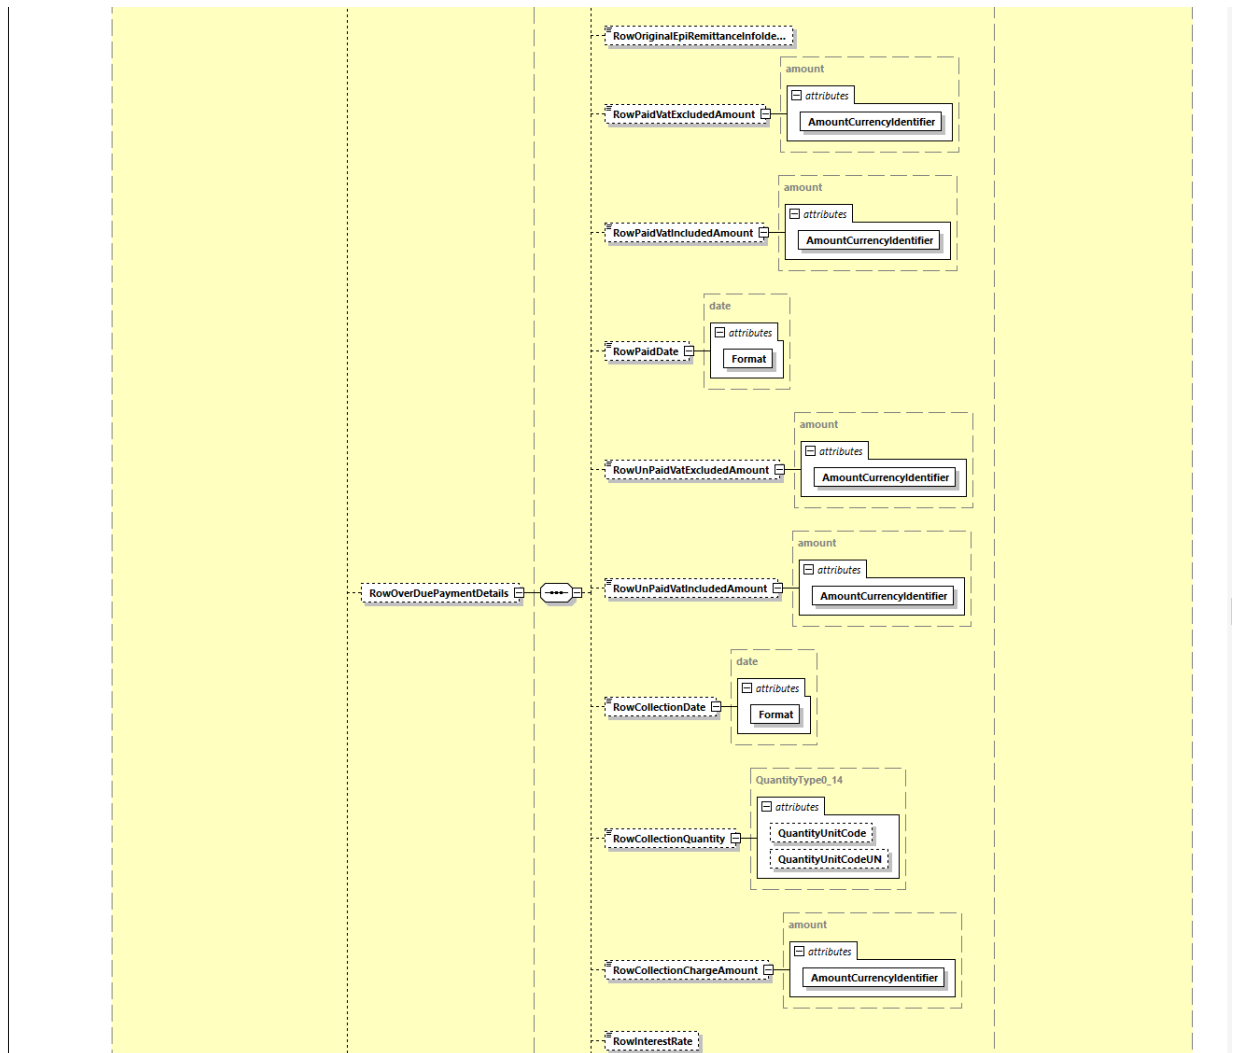 RowOriginalEpiRemittanceInfoIde...
amount
attributes
RowPaidVatExcludedAmount
AmountCurrencyIdentifier
amount
attributes
RowPaidVatIncludedAmount
AmountCurrencyIdentifier
date
attributes
RowPaidDate
Format
amount
attributes
RowUnPaidVatExcludedAmount
AmountCurrencyIdentifier
amount
attributes
RowOverDuePaymentDetails
RowUnPaidVatIncludedAmount
AmountCurrencyIdentifier
date
attributes
RowCollectionDate
Format
QuantityType0_14
attributes
QuantityUnitCode
RowCollectionQuantity
QuantityUnitCodeUN
amount
attributes
RowCollectionChargeAmount
AmountCurrencyIdentifier
RowInterestRate